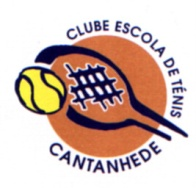 CLUBE ESCOLA DE TÉNIS
CANTANHEDE